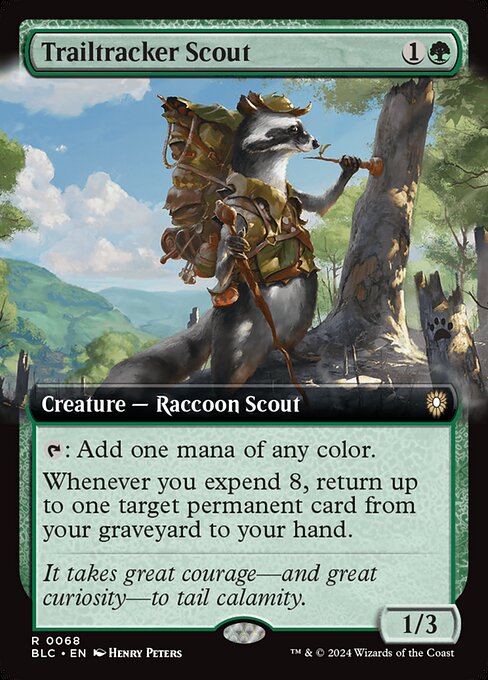 Trailtracker Scout 1
Creature — Raccoon Scout
: Add one mana of any color.
Whenever you expend 8, return up
to one target permanent card from
your graveyard to your hand.
It takes great courage—and great
curiosity—to tail calamity.
1/3
R 0068
BLC • EN Henry Peters
™ & © 2024 Wizards of the Coast